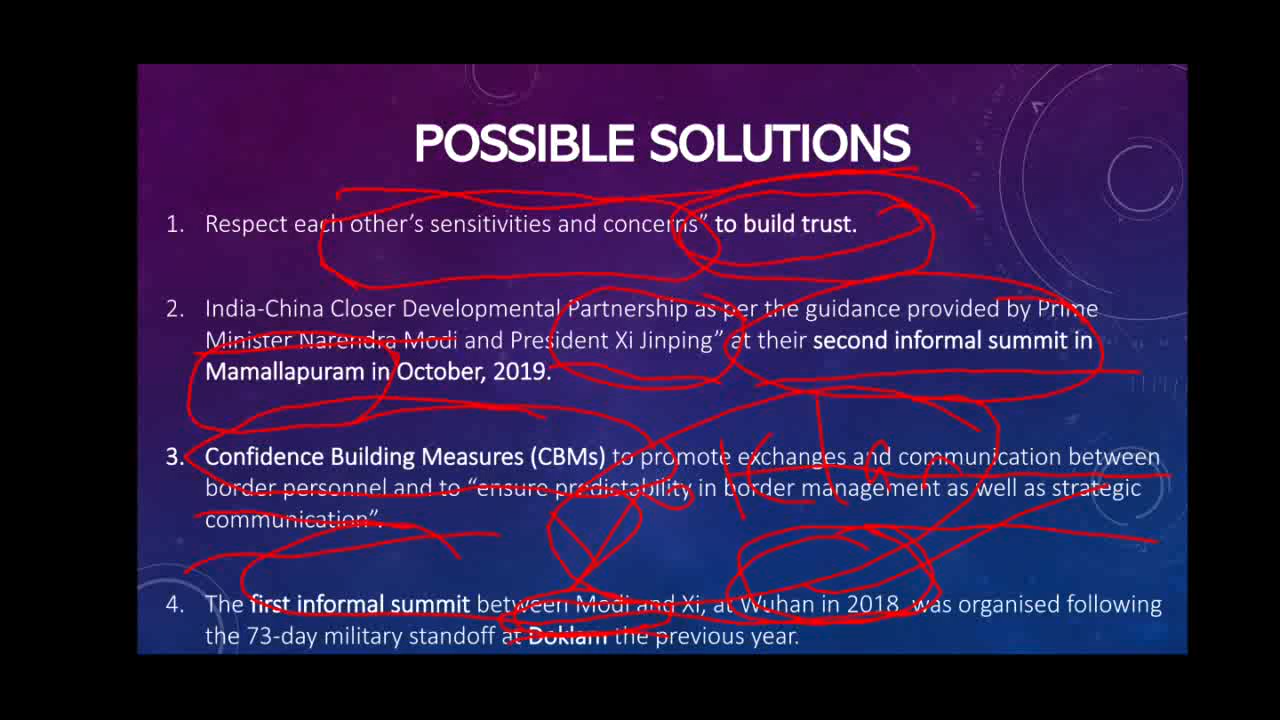 POSSIBLE SOLUTIONS
1. Respect each other’s sensitivities and concerns” to build trust.
2. India-China Closer Developmental Partnership as per the guidance provided by Prime
Minister Narendra Modi and President Xi Jinping” at their second informal summit in
Mamallapuram in October, 2019.
3. Confidence Building Measures (CBMs) to promote exchanges and communication between
border personnel and to “ensure predictability in border management as well as strategic
communication”.
4. The first informal summit between Modi and Xi, at Wuhan in 2018, was organised following
the 73-day military standoff at Doklam the previous year.